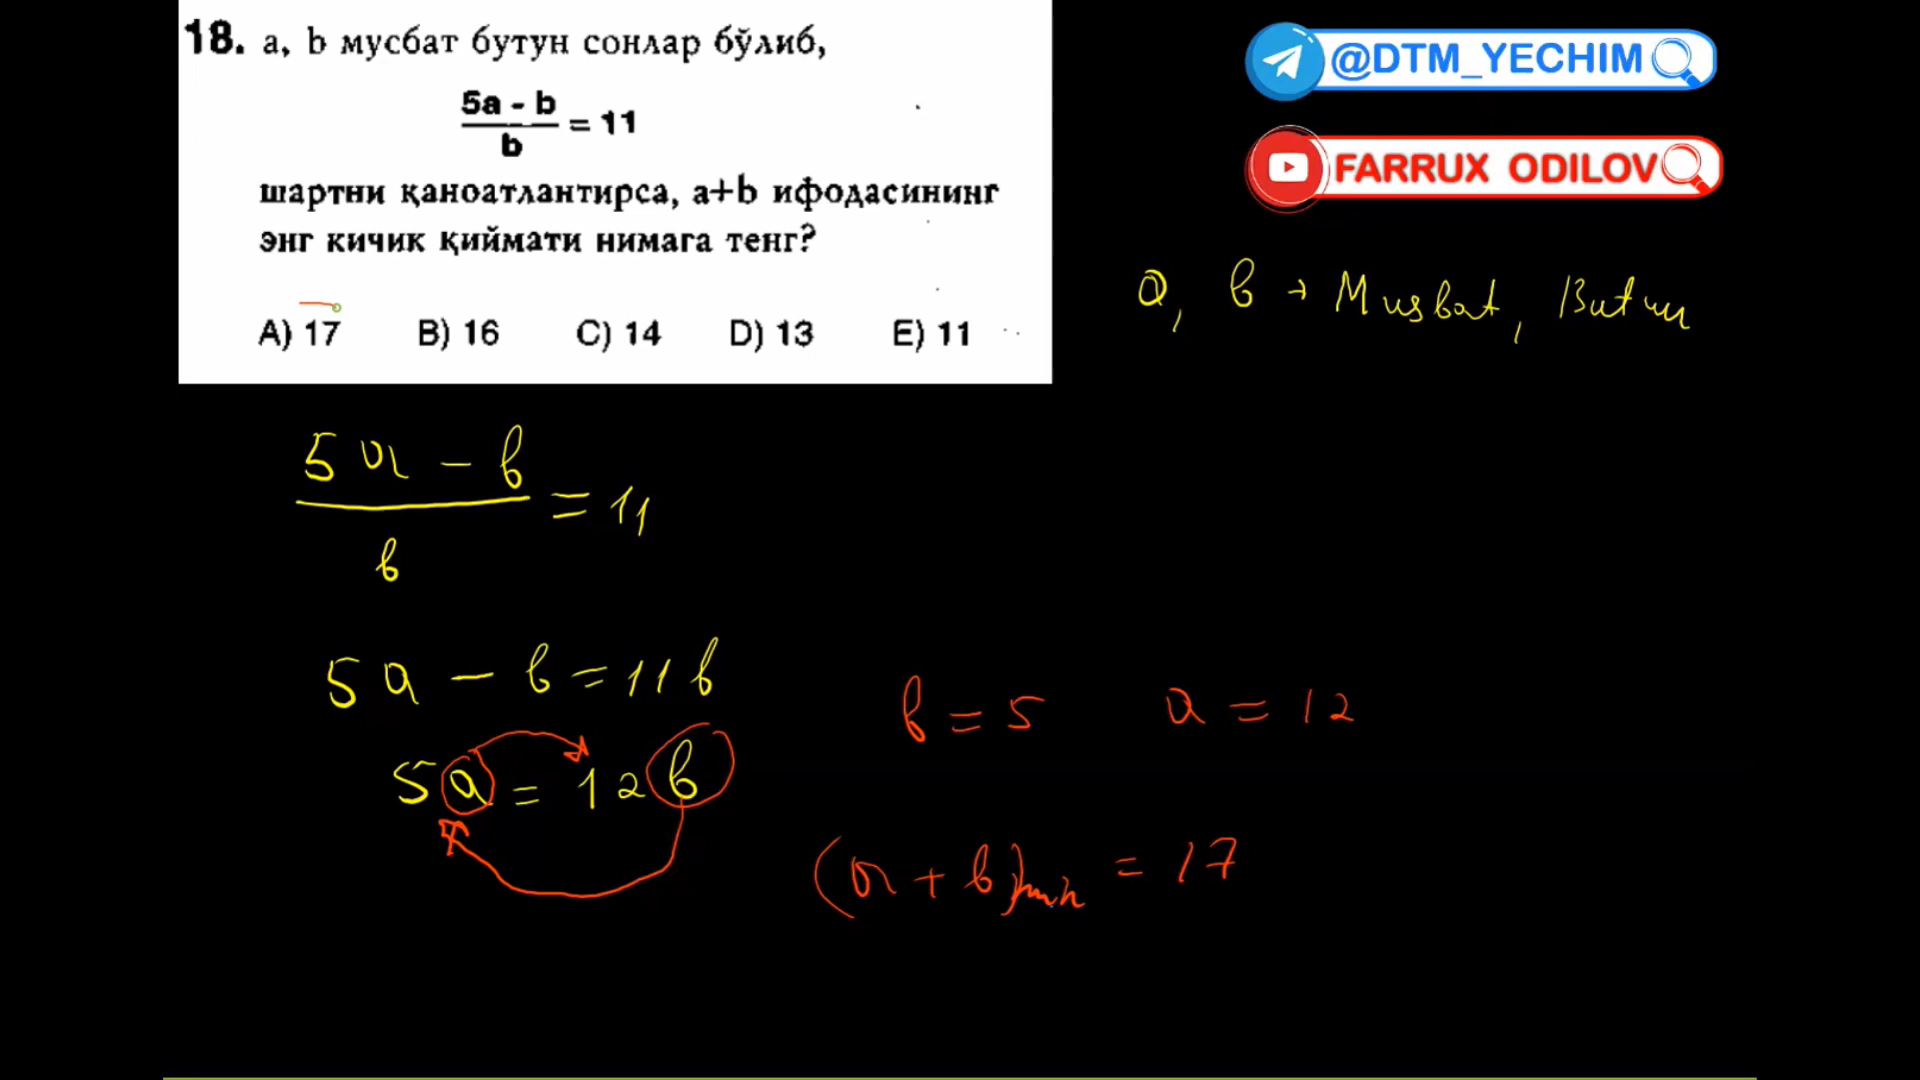 18. a, b мусбат бутун сонлар бўлиб,
5a - b
b
= 11
шартни қаноатлантирса, a+b ифодасининг
энг кичик қиймати нимага тенг?
A) 17 B) 16 C) 14 D) 13 E) 11
@DTM_YECHIM
FARRUX ODILOV
a, b → Musbat, Butun
5a - b
b
= 11
5a - b = 11b
5a = 12b
b = 5 a = 12
(a + b)min = 17